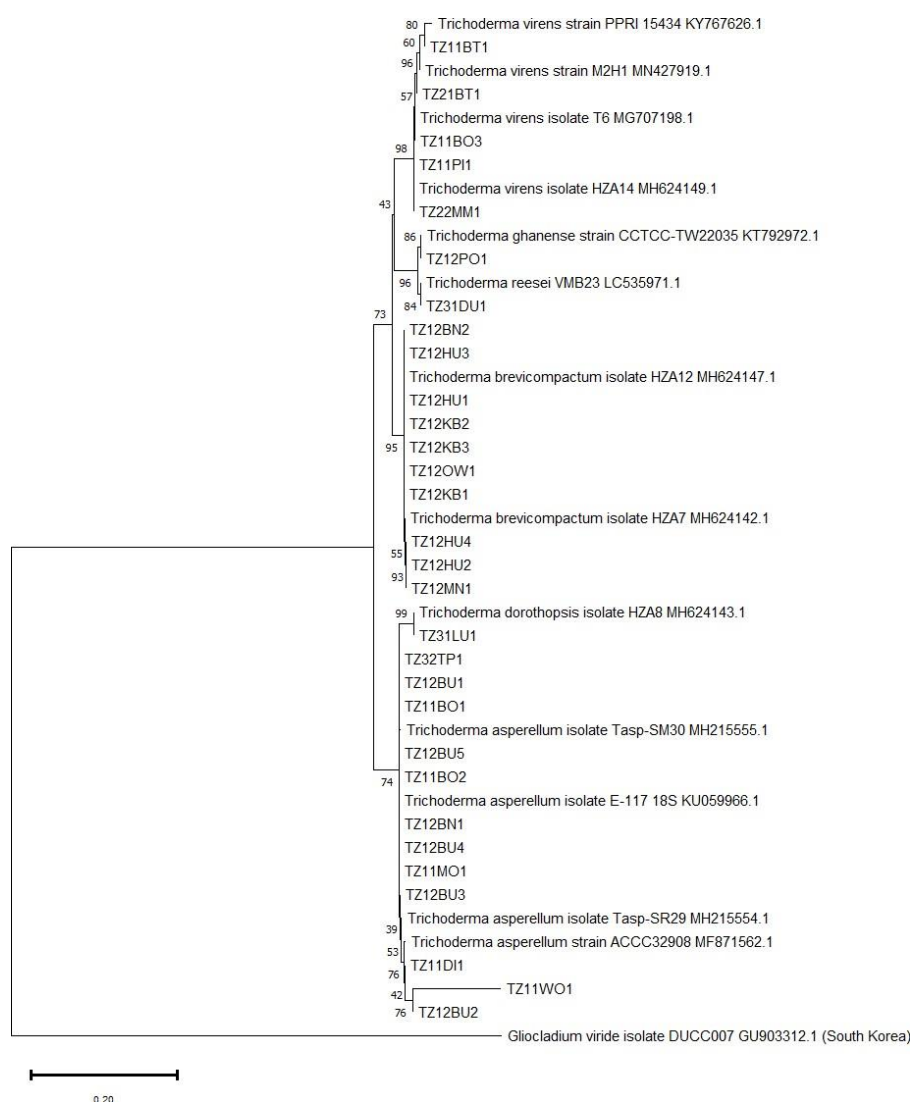 80
Trichoderma virens strain PPRI 15434 KY767626.1
60
TZ11BT1
96
Trichoderma virens strain M2H1 MN427919.1
57
TZ21BT1
Trichoderma virens isolate T6 MG707198.1
TZ11BO3
98
TZ11PI1
Trichoderma virens isolate HZA14 MH624149.1
43
TZ22MM1
86
Trichoderma ghanense strain CCTCC-TW22035 KT792972.1
TZ12PO1
96
Trichoderma reesei VMB23 LC535971.1
84
TZ31DU1
73
TZ12BN2
TZ12HU3
Trichoderma brevicompactum isolate HZA12 MH624147.1
TZ12HU1
TZ12KB2
95
TZ12KB3
TZ12OW1
TZ12KB1
Trichoderma brevicompactum isolate HZA7 MH624142.1
TZ12HU4
55
TZ12HU2
93
TZ12MN1
99
Trichoderma dorothopsis isolate HZA8 MH624143.1
TZ31LU1
TZ32TP1
TZ12BU1
TZ11BO1
Trichoderma asperellum isolate Tasp-SM30 MH215555.1
TZ12BU5
74
TZ11BO2
Trichoderma asperellum isolate E-117 18S KU059966.1
TZ12BN1
TZ12BU4
TZ11MO1
TZ12BU3
Trichoderma asperellum isolate Tasp-SR29 MH215554.1
39
Trichoderma asperellum strain ACCC32908 MF871562.1
53
TZ11DI1
76
TZ11WO1
42
TZ12BU2
76
Gliocladium viride isolate DUCC007 GU903312.1 (South Korea)
0.20